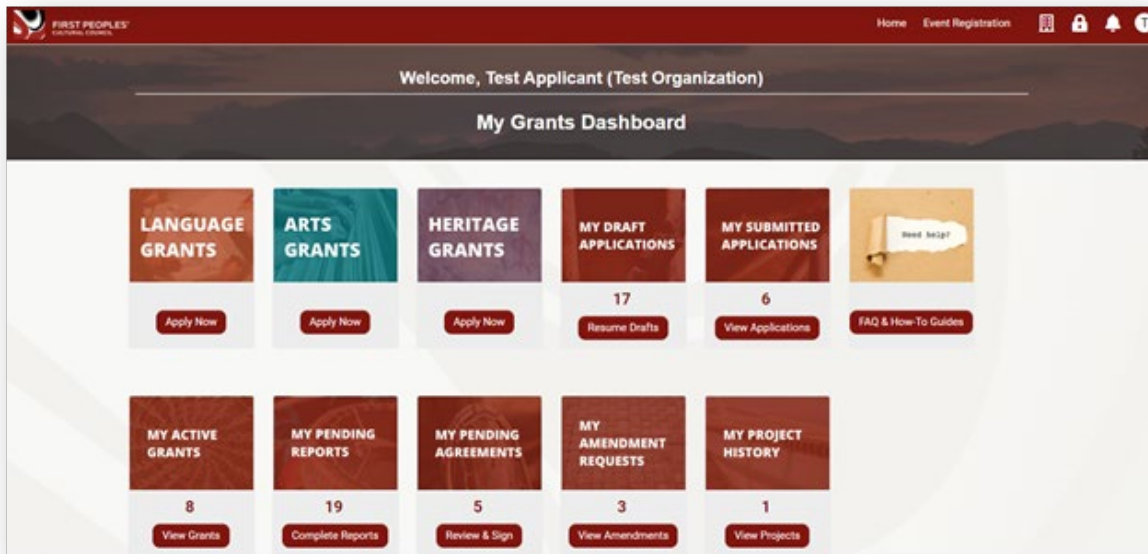 FIRST PEOPLES'
CULTURAL COUNCIL
Home Event Registration
T
Welcome, Test Applicant (Test Organization)
My Grants Dashboard
LANGUAGE
GRANTS
Apply Now
ARTS
GRANTS
Apply Now
HERITAGE
GRANTS
Apply Now
MY DRAFT
APPLICATIONS
17
Resume Drafts
MY SUBMITTED
APPLICATIONS
6
View Applications
Need help?
FAQ & How-To Guides
MY ACTIVE
GRANTS
8
View Grants
MY PENDING
REPORTS
19
Complete Reports
MY PENDING
AGREEMENTS
5
Review & Sign
MY
AMENDMENT
REQUESTS
3
View Amendments
MY PROJECT
HISTORY
1
View Projects